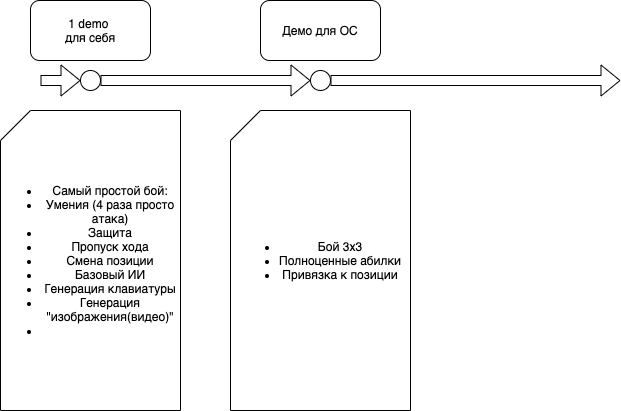 1 demo
для себя
Демо для ОС
• Самый простой бой:
• Умения (4 раза просто
атака)
• Защита
• Пропуск хода
• Смена позиции
• Базовый ИИ
• Генерация клавиатуры
• Генерация
"изображения(видео)"
•
• Бой 3х3
• Полноценные абилки
• Привязка к позиции